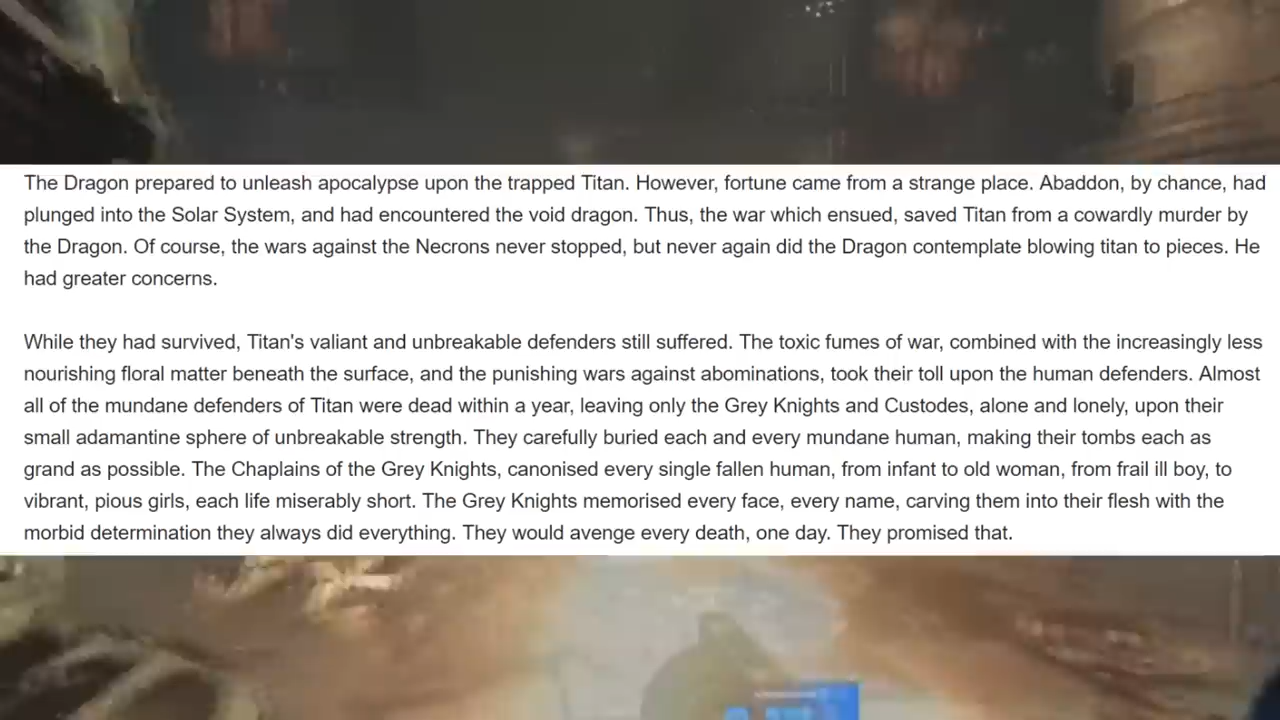 The Dragon prepared to unleash apocalypse upon the trapped Titan. However, fortune came from a strange place. Abaddon, by chance, had
plunged into the Solar System, and had encountered the void dragon. Thus, the war which ensued, saved Titan from a cowardly murder by
the Dragon. Of course, the wars against the Necrons never stopped, but never again did the Dragon contemplate blowing titan to pieces. He
had greater concerns.
While they had survived, Titan's valiant and unbreakable defenders still suffered. The toxic fumes of war, combined with the increasingly less
nourishing floral matter beneath the surface, and the punishing wars against abominations, took their toll upon the human defenders. Almost
all of the mundane defenders of Titan were dead within a year, leaving only the Grey Knights and Custodes, alone and lonely, upon their
small adamantine sphere of unbreakable strength. They carefully buried each and every mundane human, making their tombs each as
grand as possible. The Chaplains of the Grey Knights, canonised every single fallen human, from infant to old woman, from frail ill boy, to
vibrant, pious girls, each life miserably short. The Grey Knights memorised every face, every name, carving them into their flesh with the
morbid determination they always did everything. They would avenge every death, one day. They promised that.